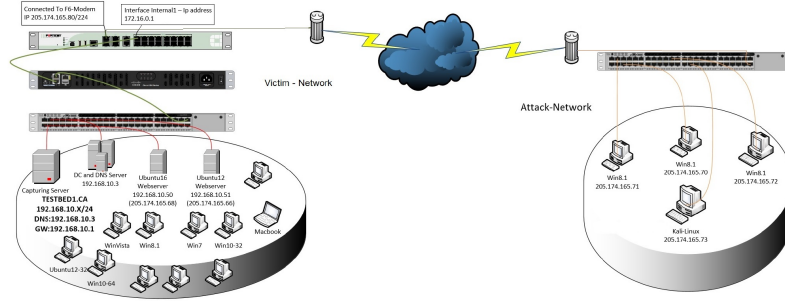 Connected To F6-Modem
IP 205.174.165.80/224
Interface Internal1 – Ip address
172.16.0.1
Victim - Network
Attack-Network
Capturing Server
DC and DNS Server
192.168.10.3
Ubuntu16
Webserver
192.168.10.50
(205.174.165.68)
Ubuntu12
Webserver
192.168.10.51
(205.174.165.66)
TESTBED1.CA
192.168.10.X/24
DNS:192.168.10.3
GW:192.168.10.1
Macbook
WinVista
Win8.1
Win7
Win10-32
Ubuntu12-32
Win10-64
Win8.1
205.174.165.71
Win8.1
205.174.165.70
Win8.1
205.174.165.72
Kali-Linux
205.174.165.73